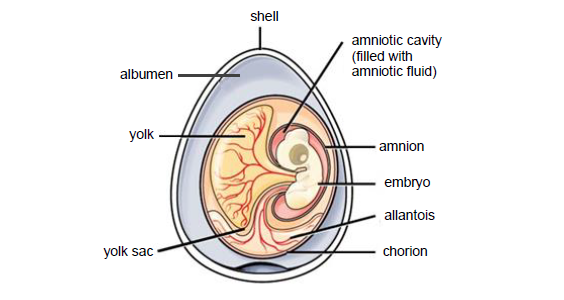 shell
amniotic cavity
(filled with
amniotic fluid)
albumen
yolk
amnion
embryo
allantois
yolk sac
chorion